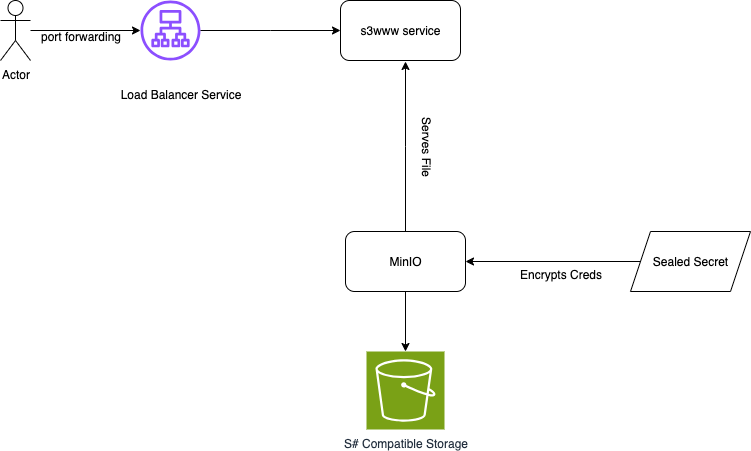 s3www service
port forwarding
Actor
Load Balancer Service
Serves File
MinIO
Sealed Secret
Encrypts Creds
S# Compatible Storage